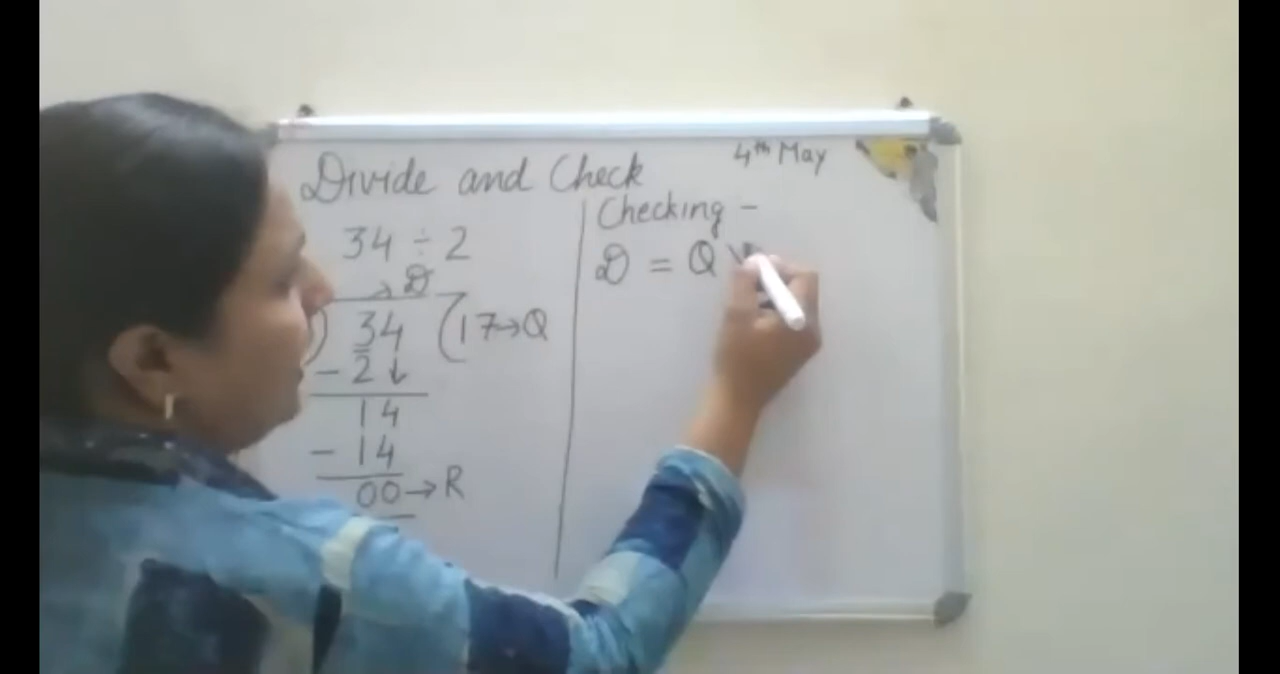 Divide and Check
4th May
34 ÷ 2
→ D
) 34 ( 17 → Q
- 2 ↓
14
- 14
00 → R
Checking -
D = Q